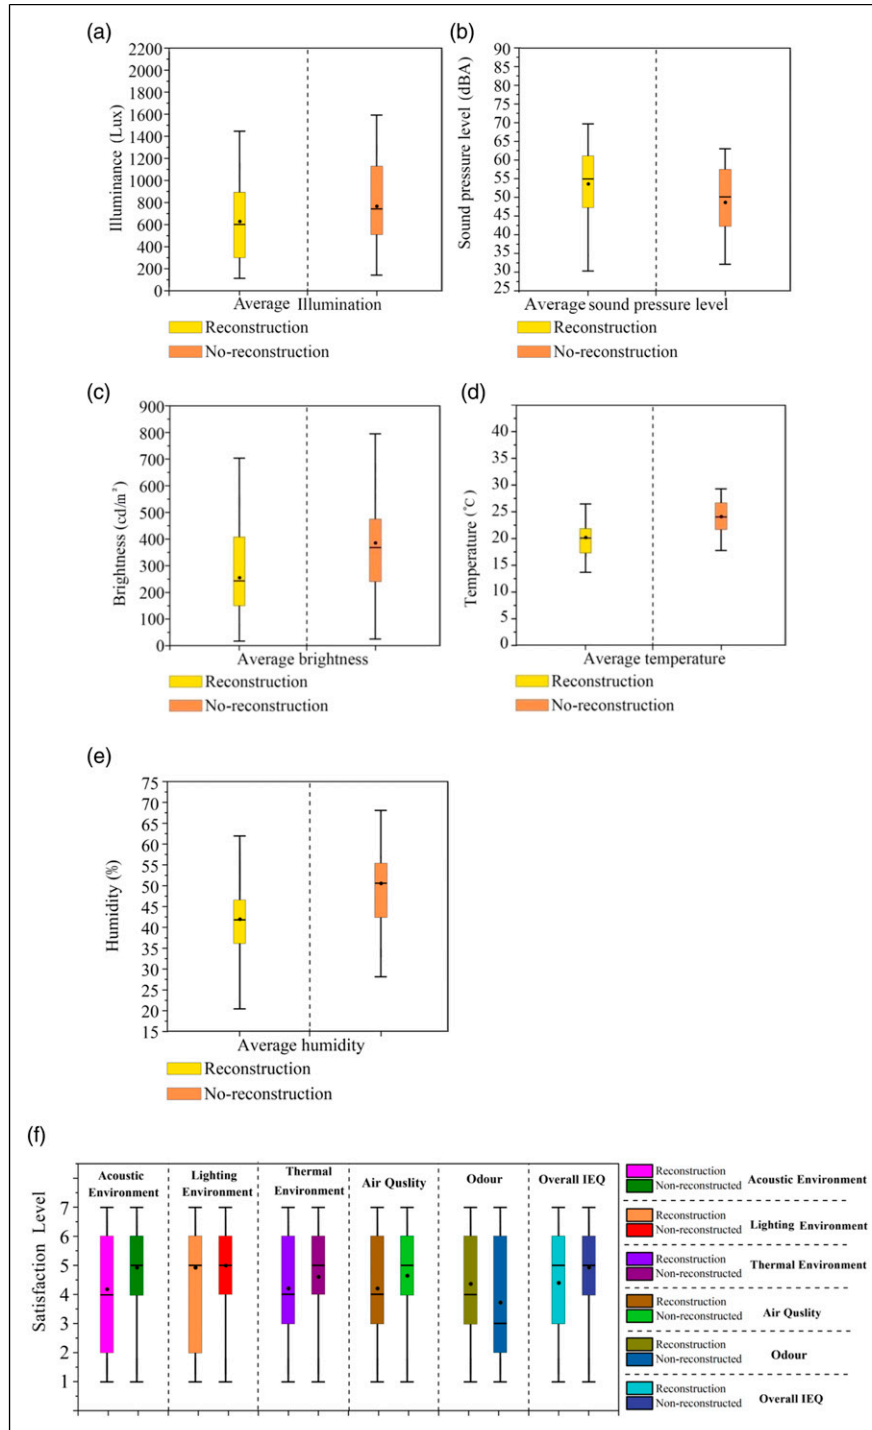 (a)
2200
2000
1800
1600
1400
1200
1000
800
600
400
200
0
Illuminance (Lux)
Average Illumination
Reconstruction
No-reconstruction
(b)
90
85
80
75
70
65
60
55
50
45
40
35
30
25
Sound pressure level (dBA)
Average sound pressure level
Reconstruction
No-reconstruction
(c)
900
800
700
600
500
400
300
200
100
0
Brightness (cd/m²)
Average brightness
Reconstruction
No-reconstruction
(d)
40
35
30
25
20
15
10
5
0
Temperature (°C)
Average temperature
Reconstruction
No-reconstruction
(e)
75
70
65
60
55
50
45
40
35
30
25
20
15
Humidity (%)
Average humidity
Reconstruction
No-reconstruction
(f)
Satisfaction Level
7
6
5
4
3
2
1
Acoustic
Environment
Lighting
Environment
Thermal
Environment
Air Quslity
Odour
Overall IEQ
Reconstruction
Non-reconstructed
Acoustic Environment
Reconstruction
Non-reconstructed
Lighting Environment
Reconstruction
Non-reconstructed
Thermal Environment
Reconstruction
Non-reconstructed
Air Quslity
Reconstruction
Non-reconstructed
Odour
Reconstruction
Non-reconstructed
Overall IEQ